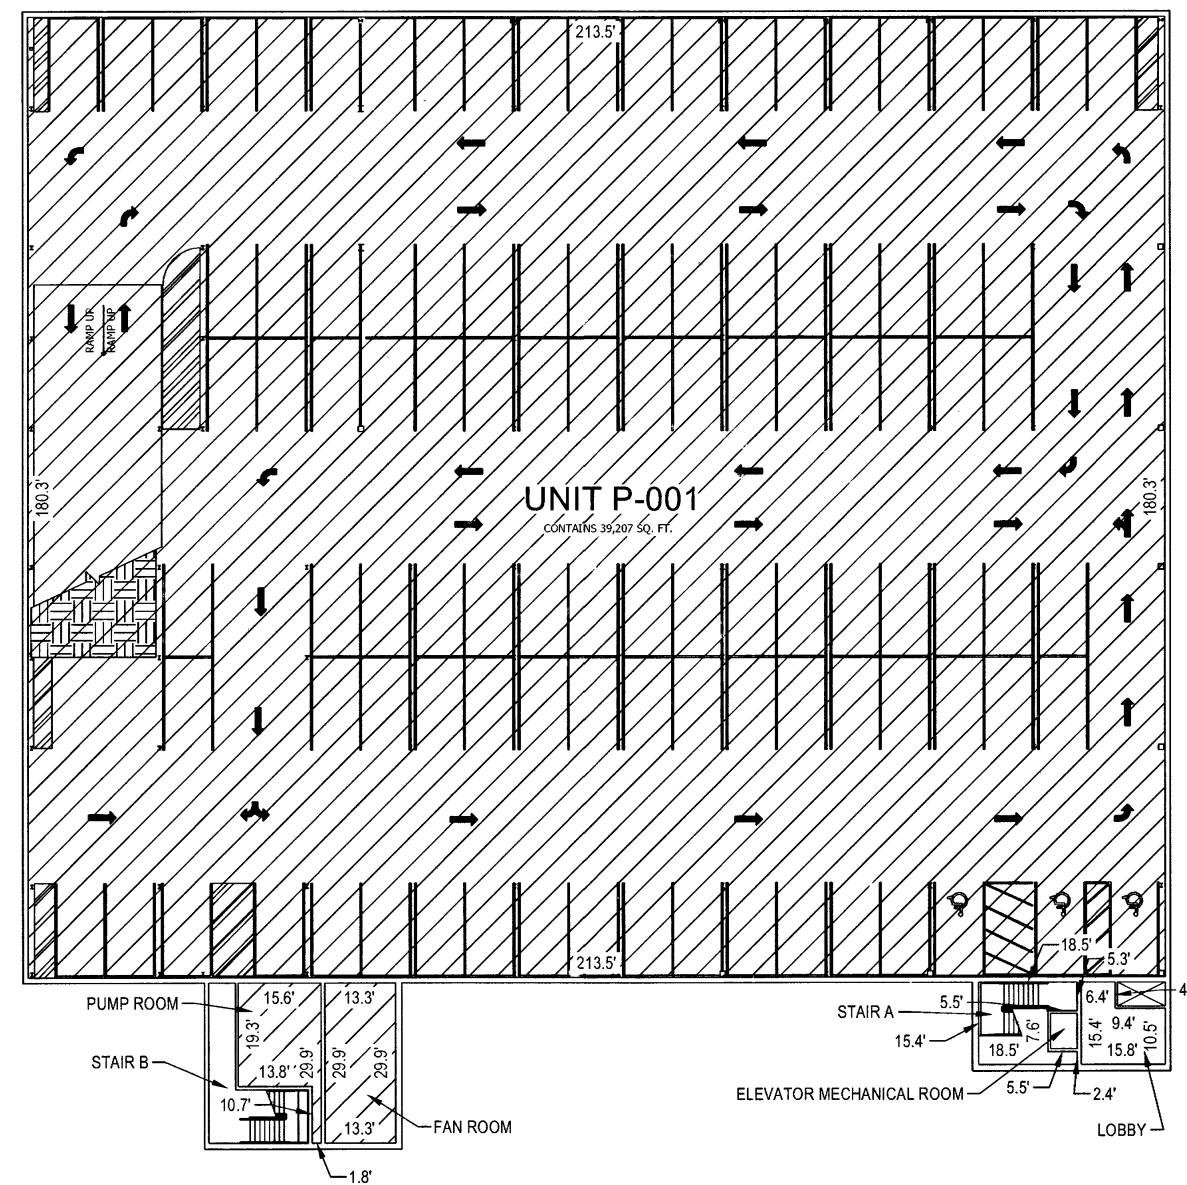 213.5'
RAMP UP
RAMP UP
180.3'
180.3'
UNIT P-001
CONTAINS 39,207 SQ. FT.
213.5'
18.5'
5.3'
PUMP ROOM
15.6'
13.3'
5.5'
6.4'
4
STAIR A
19.3'
29.9'
29.9'
29.9'
7.6'
15.4'
9.4'
10.5'
15.4'
18.5'
15.8'
STAIR B
13.8'
5.5'
2.4'
ELEVATOR MECHANICAL ROOM
10.7'
13.3'
FAN ROOM
LOBBY
1.8'